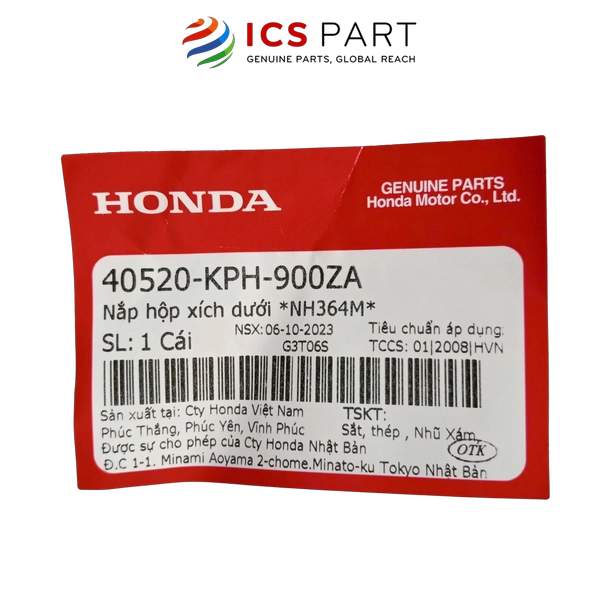 ICS PART
GENUINE PARTS, GLOBAL REACH
HONDA
GENUINE PARTS
Honda Motor Co., Ltd.
40520-KPH-900ZA
Nắp hộp xích dưới *NH364M*
NSX: 06-10-2023
Tiêu chuẩn áp dụng:
SL: 1 Cái
G3T06S
TCCS: 01|2008|HVN
Sản xuất tại: Cty Honda Việt Nam
TSKT:
Phúc Thắng, Phúc Yên, Vĩnh Phúc
Sắt, thép , Nhũ Xám,
Được sự cho phép của Cty Honda Nhật Bản
OTK
Đ.C 1-1. Minami Aoyama 2-chome.Minato-ku Tokyo Nhật Bản